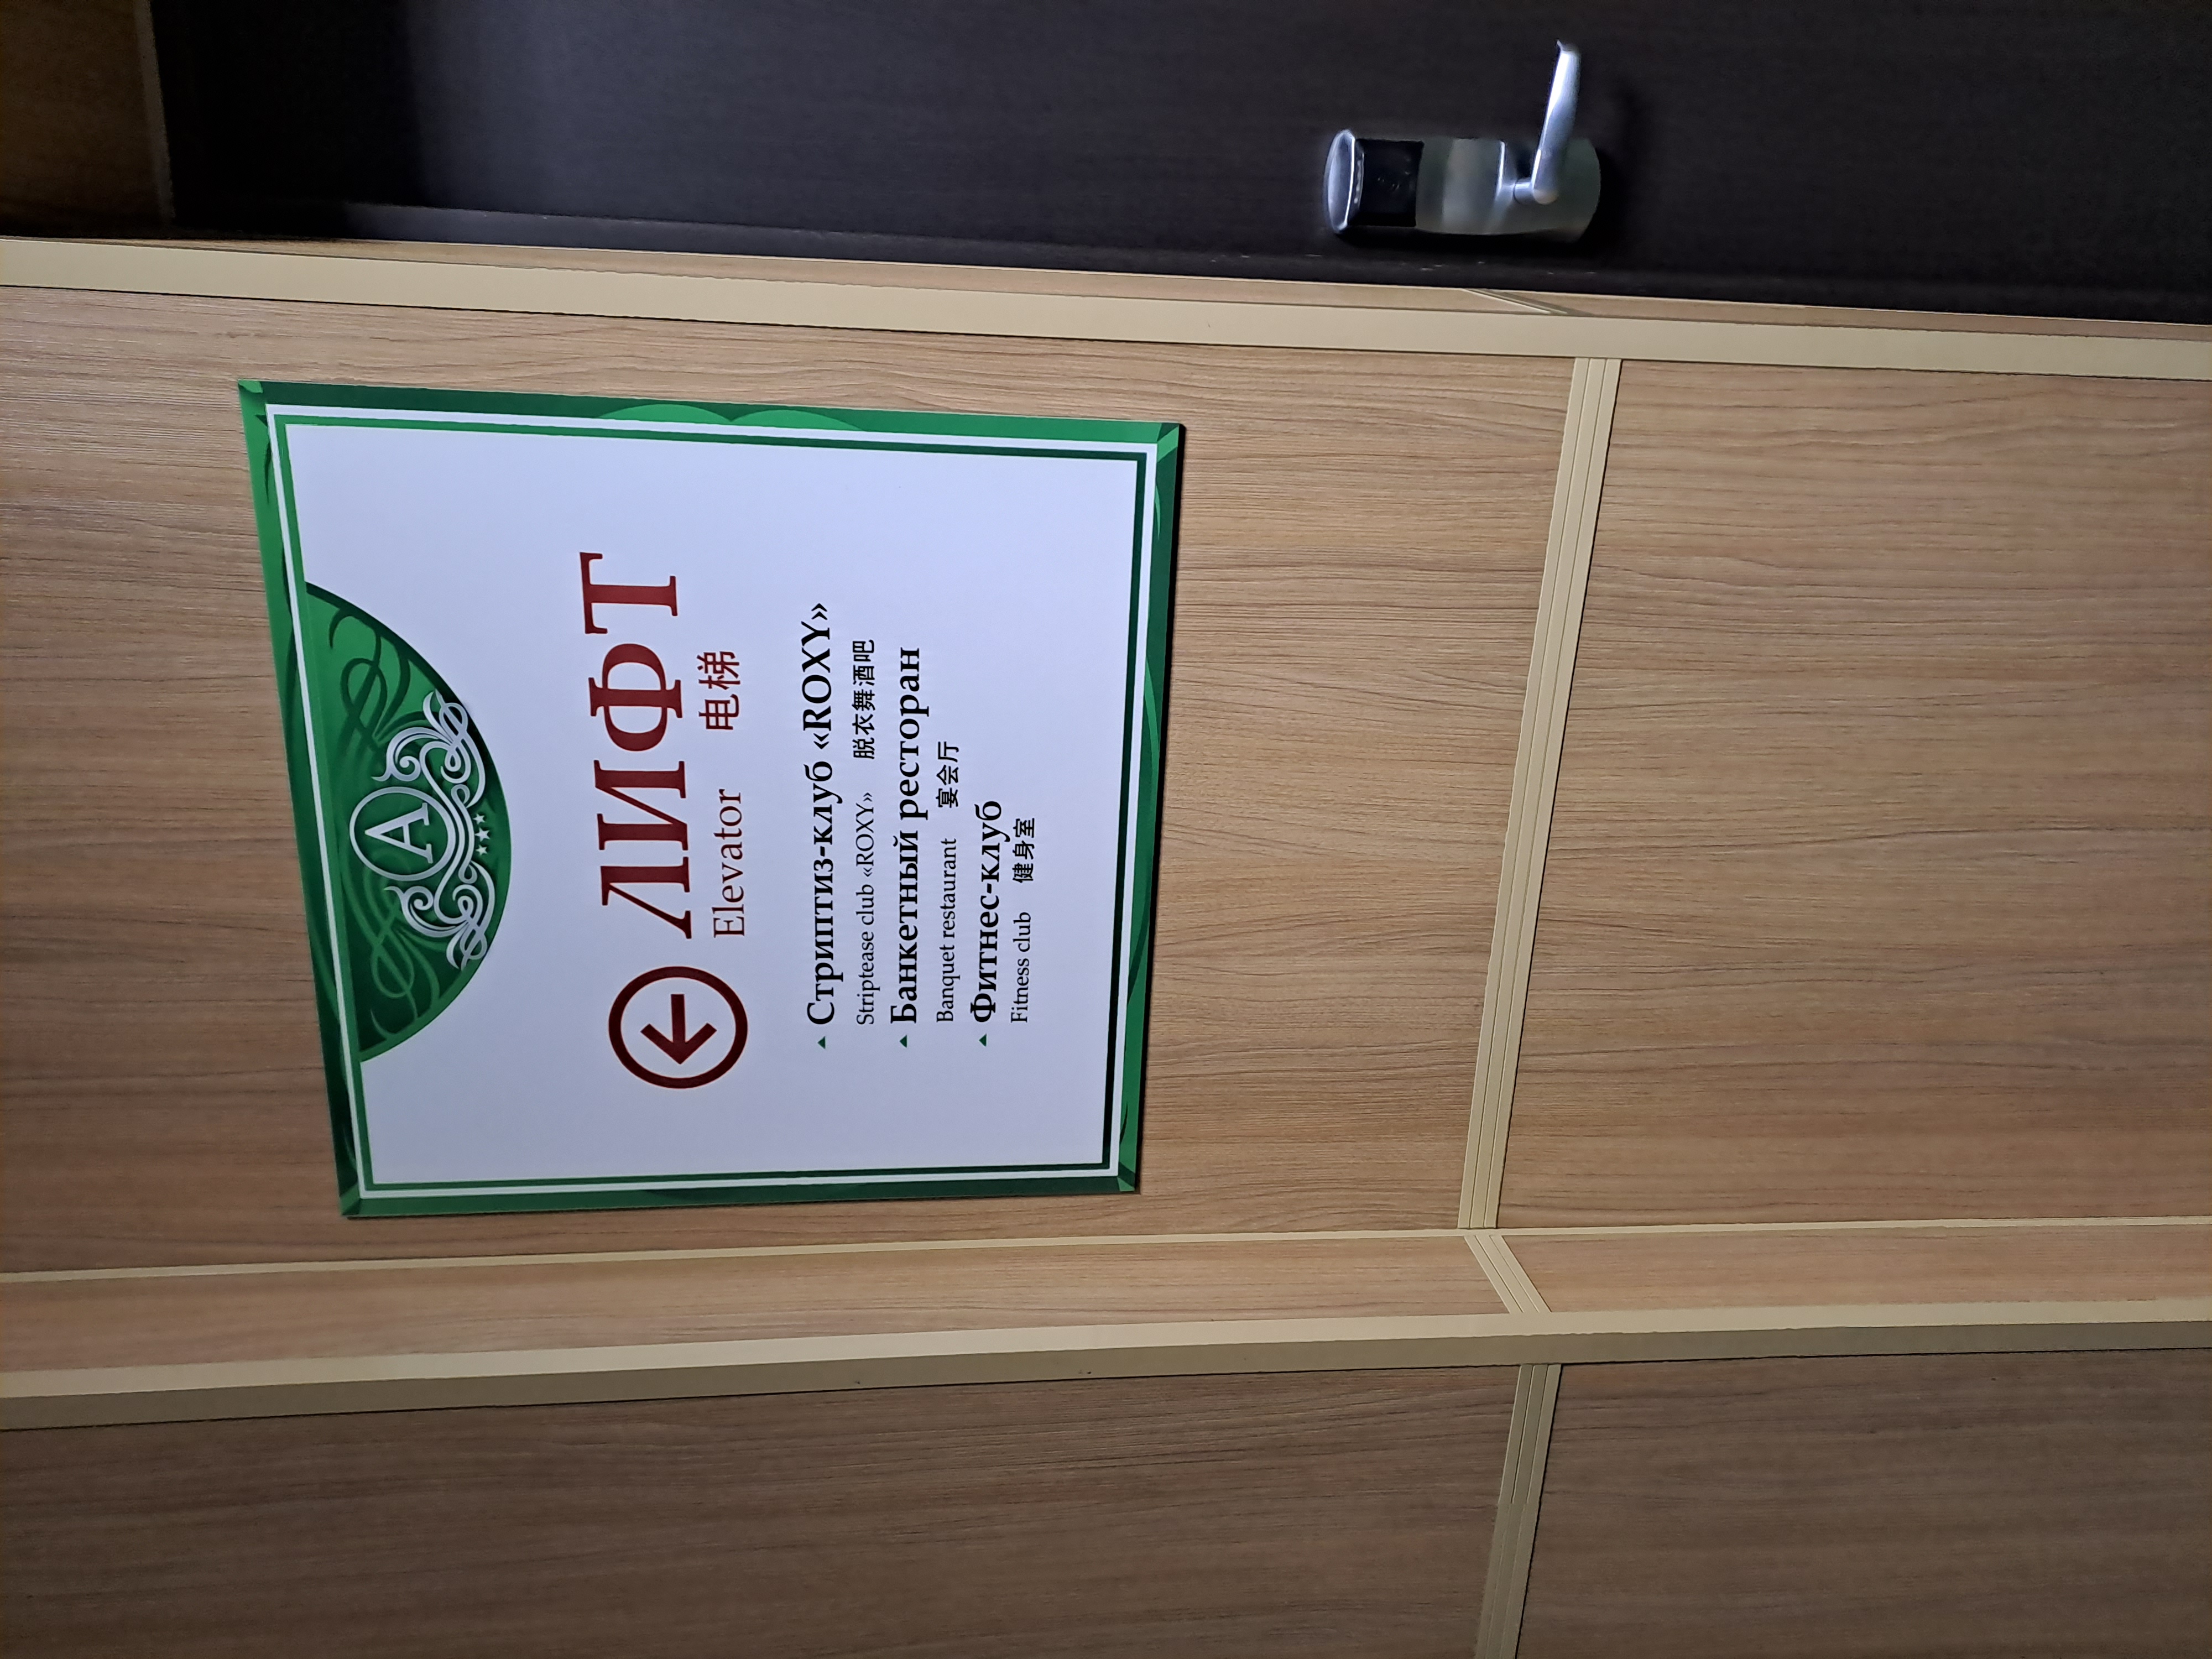 A
ЛИФТ
Elevator 电梯
Стриптиз-клуб «ROXY»
Striptease club «ROXY» 脱衣舞酒吧
Банкетный ресторан
Banquet restaurant 宴会厅
Фитнес-клуб
Fitness club 健身室